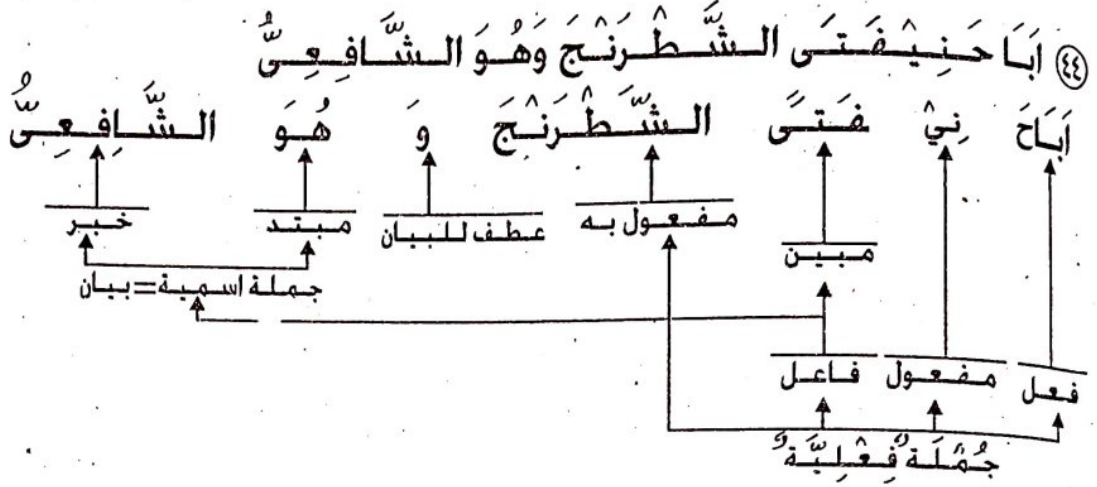 ٤٤ اَبَا حَنِيْفَتَى الشَّطْرَنْجَ وَهُوَ الشَّافِعِىُّ
اَبَاحَ نِىْ فَتًى الشَّطْرَنْجَ وَ هُوَ الشَّافِعِىُّ
مفعول به عطف للبيان مبتد خبر
مبين
جملة اسمية = بيان
فعل مفعول فاعل
جُمْلَةٌ فِعْلِيَّةٌ